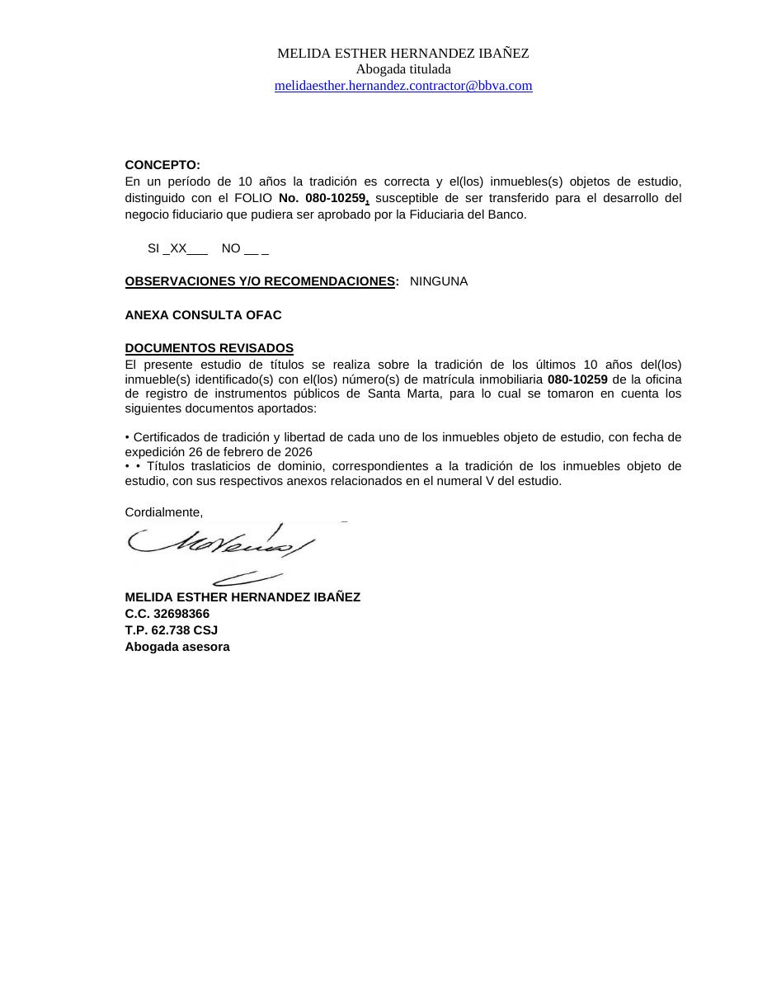 MELIDA ESTHER HERNANDEZ IBAÑEZ
Abogada titulada
melidaesther.hernandez.contractor@bbva.com
CONCEPTO:
En un período de 10 años la tradición es correcta y el(los) inmuebles(s) objetos de estudio,
distinguido con el FOLIO No. 080-10259, susceptible de ser transferido para el desarrollo del
negocio fiduciario que pudiera ser aprobado por la Fiduciaria del Banco.
SI _XX___ NO __ _
OBSERVACIONES Y/O RECOMENDACIONES: NINGUNA
ANEXA CONSULTA OFAC
DOCUMENTOS REVISADOS
El presente estudio de títulos se realiza sobre la tradición de los últimos 10 años del(los)
inmueble(s) identificado(s) con el(los) número(s) de matrícula inmobiliaria 080-10259 de la oficina
de registro de instrumentos públicos de Santa Marta, para lo cual se tomaron en cuenta los
siguientes documentos aportados:
• Certificados de tradición y libertad de cada uno de los inmuebles objeto de estudio, con fecha de
expedición 26 de febrero de 2026
• • Títulos traslaticios de dominio, correspondientes a la tradición de los inmuebles objeto de
estudio, con sus respectivos anexos relacionados en el numeral V del estudio.
Cordialmente,
MELIDA ESTHER HERNANDEZ IBAÑEZ
C.C. 32698366
T.P. 62.738 CSJ
Abogada asesora